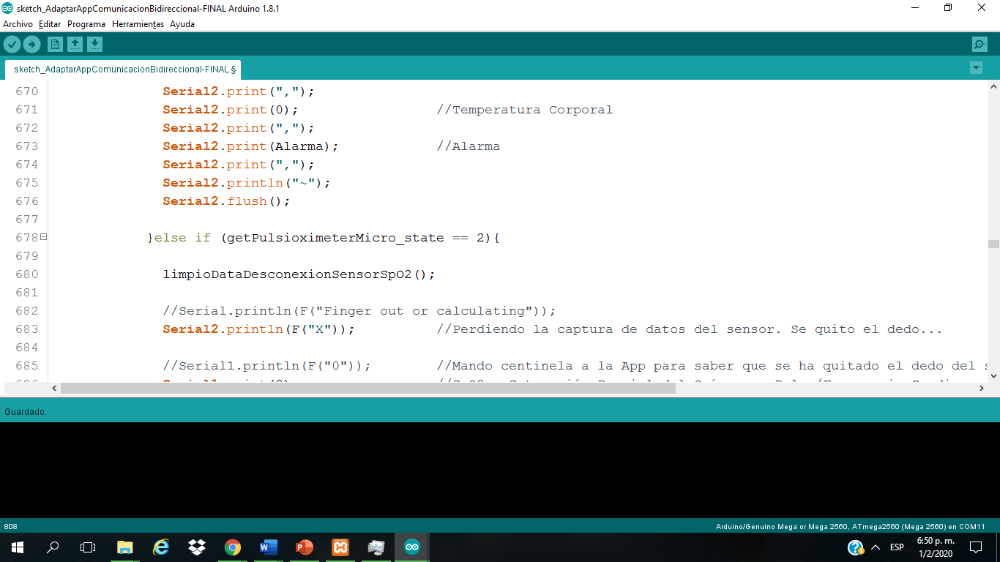 sketch_AdaptarAppComunicacionBidireccional-FINAL Arduino 1.8.1
Archivo Editar Programa Herramientas Ayuda
sketch_AdaptarAppComunicacionBidireccional-FINAL §
670 Serial2.print(",");
671 Serial2.print(0); //Temperatura Corporal
672 Serial2.print(",");
673 Serial2.print(Alarma); //Alarma
674 Serial2.print(",");
675 Serial2.println("~");
676 Serial2.flush();
677
678 }else if (getPulsioximeterMicro_state == 2){
679
680 limpioDataDesconexionSensorSpO2();
681
682 //Serial.println(F("Finger out or calculating"));
683 Serial2.println(F("X")); //Perdiendo la captura de datos del sensor. Se quito el dedo...
684
685 //Serial1.println(F("0")); //Mando centinela a la App para saber que se ha quitado el dedo del s
Guardado.
808 Arduino/Genuino Mega or Mega 2560, ATmega2560 (Mega 2560) en COM11
ESP
6:50 p. m.
1/2/2020